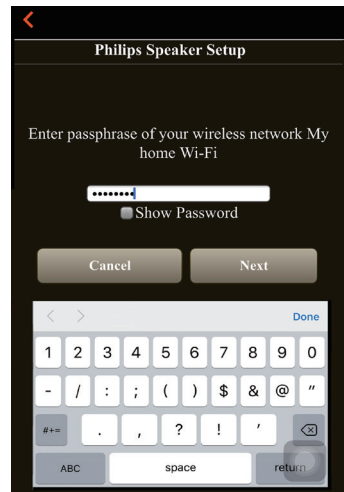 Philips Speaker Setup
Enter passphrase of your wireless network My
home Wi-Fi
••••••••
Show Password
Cancel Next
Done
1 2 3 4 5 6 7 8 9 0
- / : ; ( ) $ & @ "
#+= . , ? ! '
ABC space return